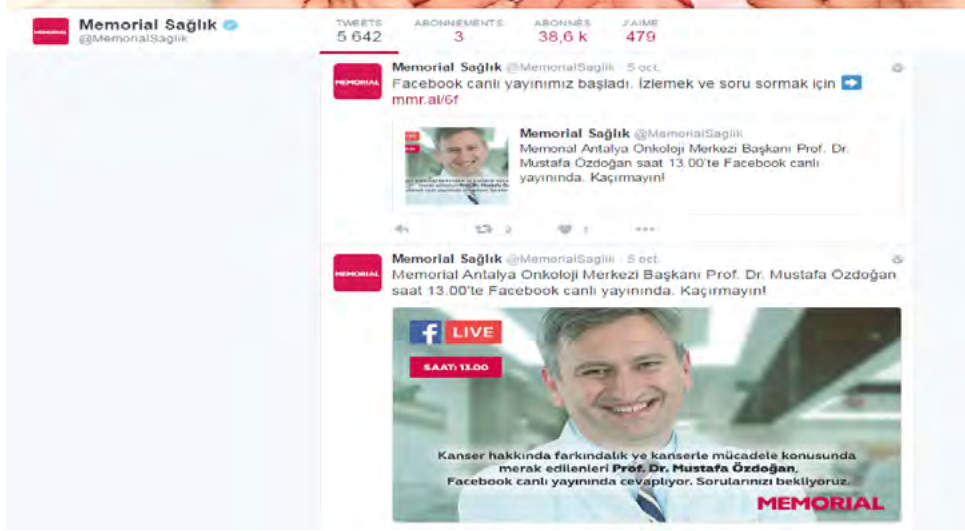 Memorial Sağlık
@MemorialSaglik
TWEETS
5 642
ABONNEMENTS
3
ABONNÉS
38,6 k
J'AIME
479
MEMORIAL
Memorial Sağlık @MemorialSaglik · 5 oct.
Facebook canlı yayınımız başladı. İzlemek ve soru sormak için ➡
mmr.al/6f
MEMORIAL
Memorial Sağlık @MemorialSaglik
Memorial Antalya Onkoloji Merkezi Başkanı Prof. Dr.
Mustafa Özdoğan saat 13.00'te Facebook canlı
yayınında. Kaçırmayın!
2
1
Memorial Sağlık @MemorialSaglik · 5 oct.
MEMORIAL
Memorial Antalya Onkoloji Merkezi Başkanı Prof. Dr. Mustafa Özdoğan
saat 13.00'te Facebook canlı yayınında. Kaçırmayın!
f LIVE
SAAT: 13.00
Kanser hakkında farkındalık ve kanserle mücadele konusunda
merak edilenleri Prof. Dr. Mustafa Özdoğan,
Facebook canlı yayınında cevaplıyor. Sorularınızı bekliyoruz.
MEMORIAL